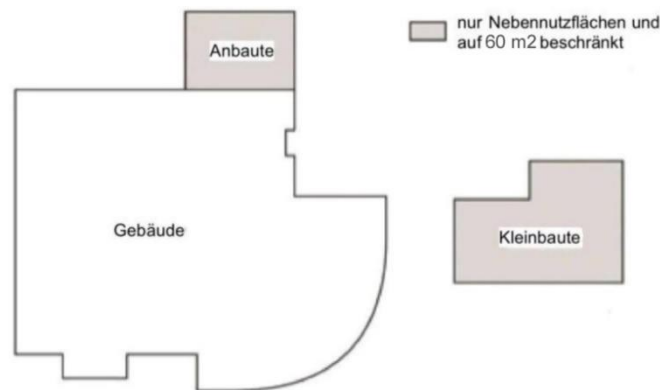 nur Nebennutzflächen und
auf 60 m2 beschränkt
Anbaute
Gebäude
Kleinbaute